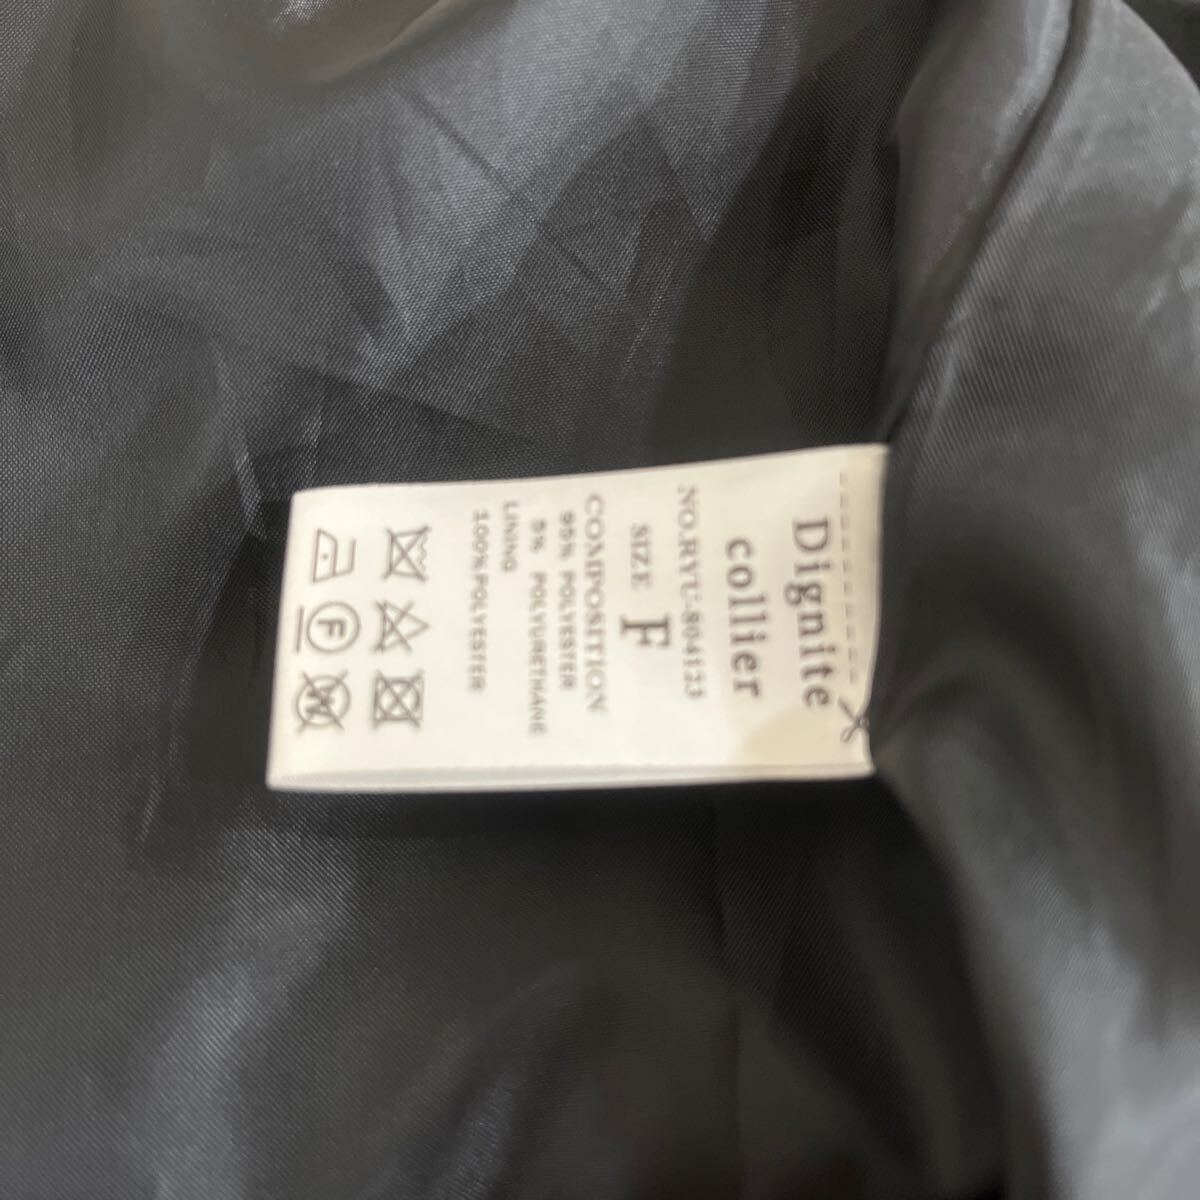 Dignite
collier
NO.RYU-804123
SIZE F
COMPOSITION
95% POLYESTER
5% POLYURETHANE
LINING
100%POLYESTER
F W